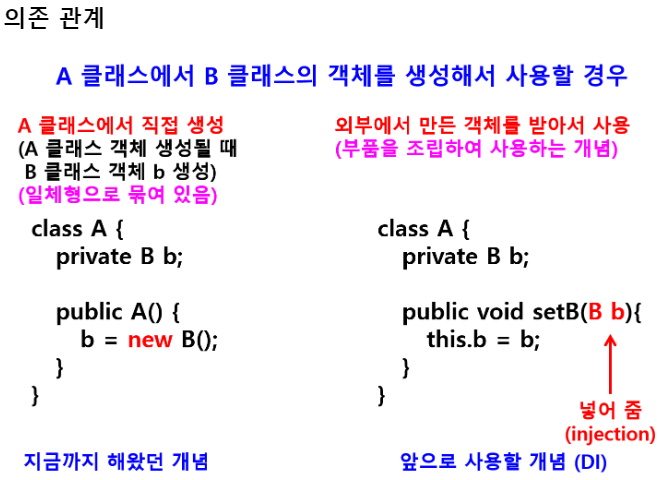 의존 관계
A 클래스에서 B 클래스의 객체를 생성해서 사용할 경우
A 클래스에서 직접 생성
(A 클래스 객체 생성될 때
B 클래스 객체 b 생성)
(일체형으로 묶여 있음)
class A {
private B b;
public A() {
b = new B();
}
}
지금까지 해왔던 개념
외부에서 만든 객체를 받아서 사용
(부품을 조립하여 사용하는 개념)
class A {
private B b;
public void setB(B b){
this.b = b;
}
}
넣어 줌
(injection)
앞으로 사용할 개념 (DI)